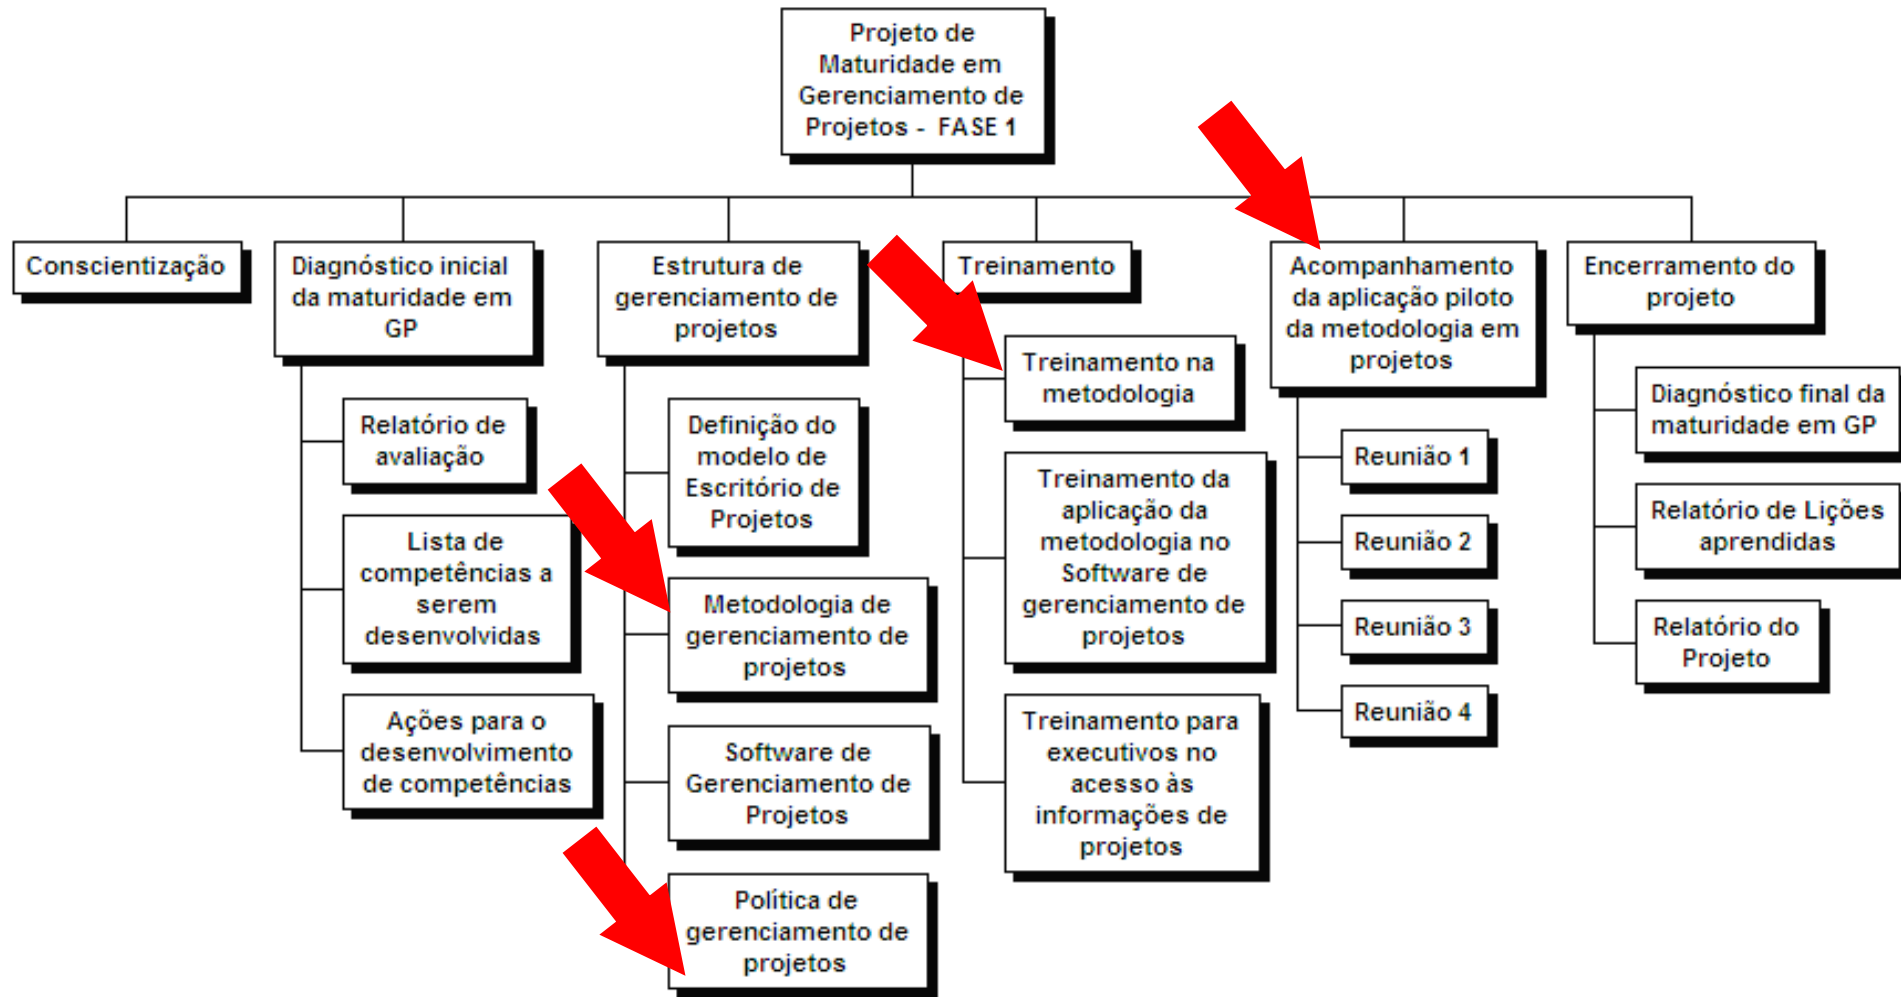 Projeto de
Maturidade em
Gerenciamento de
Projetos - FASE 1
Conscientização
Diagnóstico inicial
da maturidade em
GP
Relatório de
avaliação
Lista de
competências a
serem
desenvolvidas
Ações para o
desenvolvimento
de competências
Estrutura de
gerenciamento de
projetos
Definição do
modelo de
Escritório de
Projetos
Metodologia de
gerenciamento de
projetos
Software de
Gerenciamento de
Projetos
Política de
gerenciamento de
projetos
Treinamento
Treinamento na
metodologia
Treinamento da
aplicação da
metodologia no
Software de
gerenciamento de
projetos
Treinamento para
executivos no
acesso às
informações de
projetos
Acompanhamento
da aplicação piloto
da metodologia em
projetos
Reunião 1
Reunião 2
Reunião 3
Reunião 4
Encerramento do
projeto
Diagnóstico final da
maturidade em GP
Relatório de Lições
aprendidas
Relatório do
Projeto